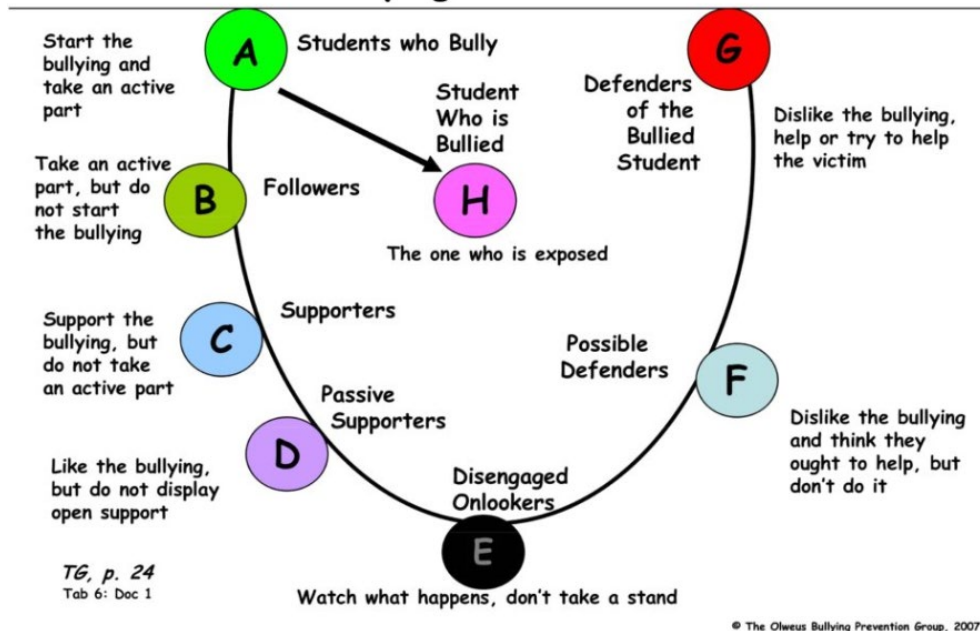 A
Students who Bully
Start the
bullying and
take an active
part
Student
Who is
Bullied
H
The one who is exposed
G
Defenders
of the
Bullied
Student
Dislike the bullying,
help or try to help
the victim
Take an active
part, but do
not start
the bullying
B
Followers
Support the
bullying, but
do not take
an active part
C
Supporters
Possible
Defenders
F
Dislike the bullying
and think they
ought to help, but
don't do it
Passive
Supporters
D
Like the bullying,
but do not display
open support
Disengaged
Onlookers
E
Watch what happens, don't take a stand
TG, p. 24
Tab 6: Doc 1
© The Olweus Bullying Prevention Group, 2007